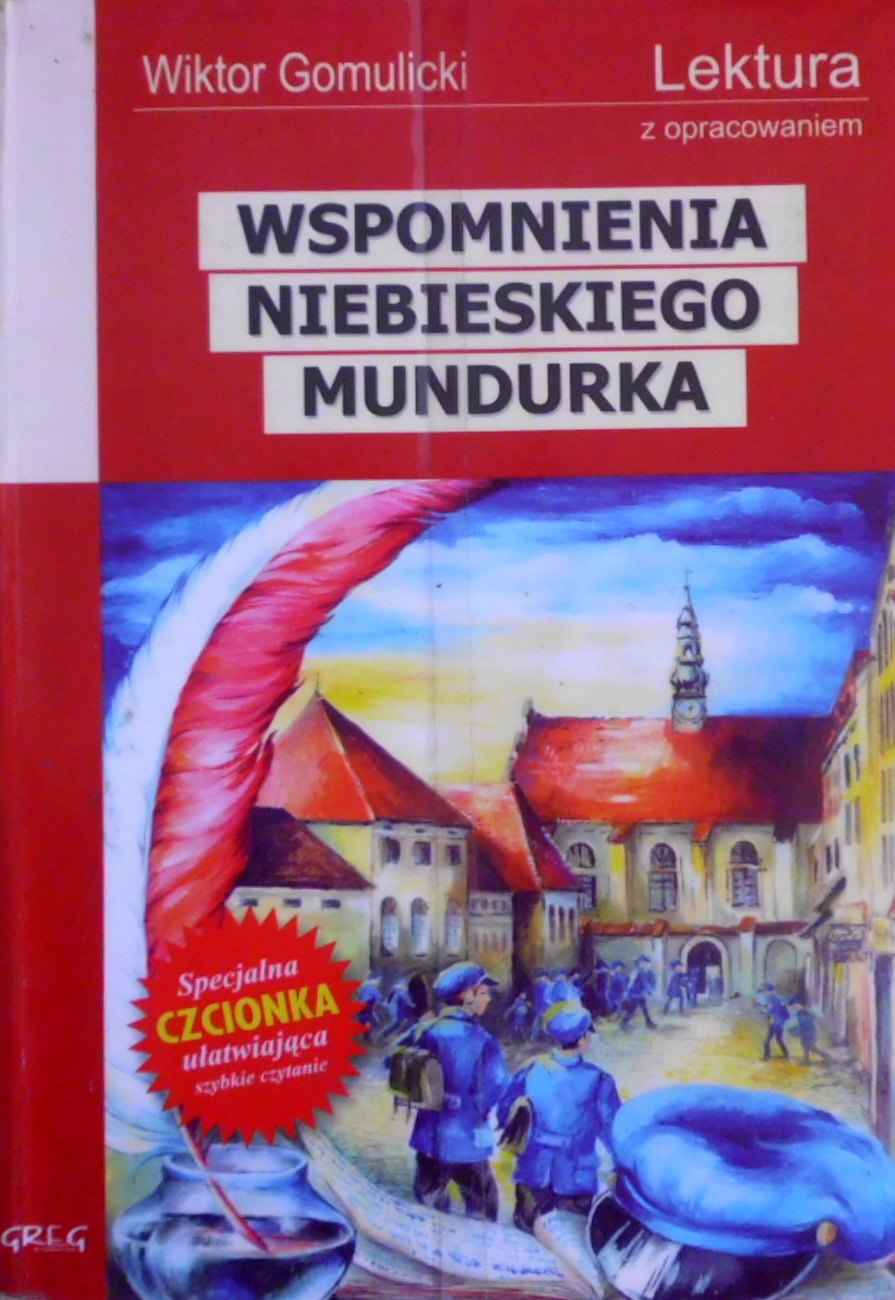 Wiktor Gomulicki
Lektura
z opracowaniem
WSPOMNIENIA
NIEBIESKIEGO
MUNDURKA
Specjalna
CZCIONKA
ułatwiająca
szybkie czytanie
GREG